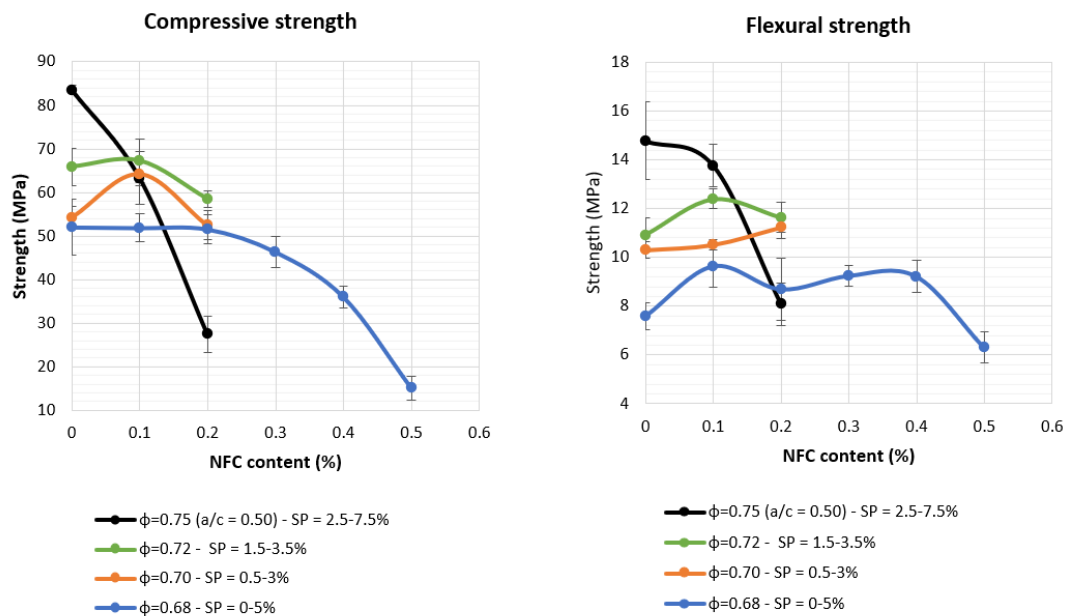 Compressive strength
Strength (MPa)
90
80
70
60
50
40
30
20
10
0 0.1 0.2 0.3 0.4 0.5 0.6
NFC content (%)
ϕ=0.75 (a/c = 0.50) - SP = 2.5-7.5%
ϕ=0.72 - SP = 1.5-3.5%
ϕ=0.70 - SP = 0.5-3%
ϕ=0.68 - SP = 0-5%
Flexural strength
Strength (MPa)
18
16
14
12
10
8
6
4
0 0.1 0.2 0.3 0.4 0.5 0.6
NFC content (%)
ϕ=0.75 (a/c = 0.50) - SP = 2.5-7.5%
ϕ=0.72 - SP = 1.5-3.5%
ϕ=0.70 - SP = 0.5-3%
ϕ=0.68 - SP = 0-5%